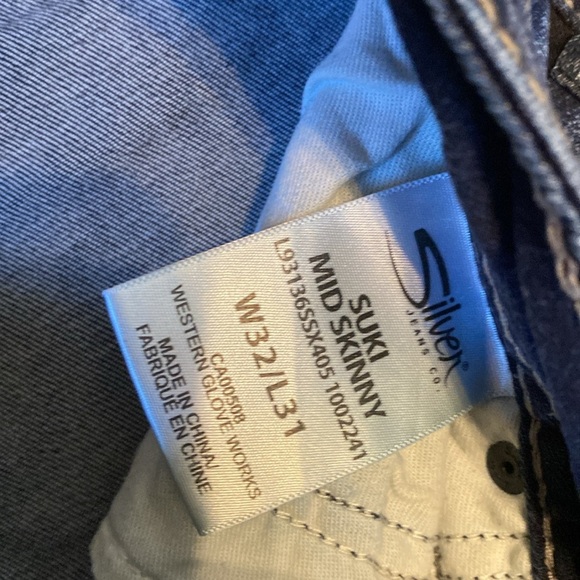 Silver®
JEANS CO.
SUKI
MID SKINNY
L93136SSX405 1002241
W32/L31
CA00508
WESTERN GLOVE WORKS
MADE IN CHINA/
FABRIQUÉ EN CHINE